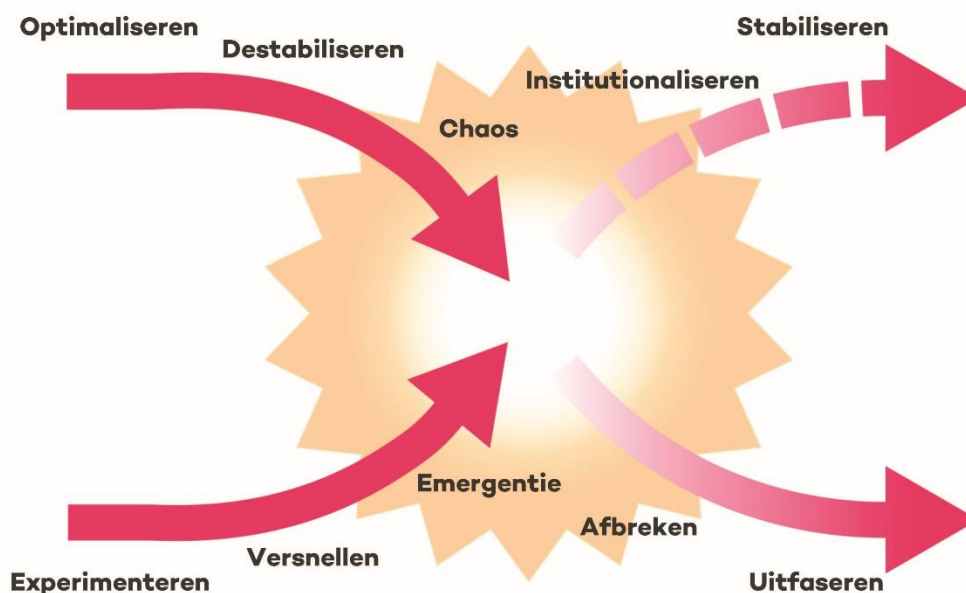 Optimaliseren
Destabiliseren
Chaos
Institutionaliseren
Stabiliseren
Experimenteren
Versnellen
Emergentie
Afbreken
Uitfaseren